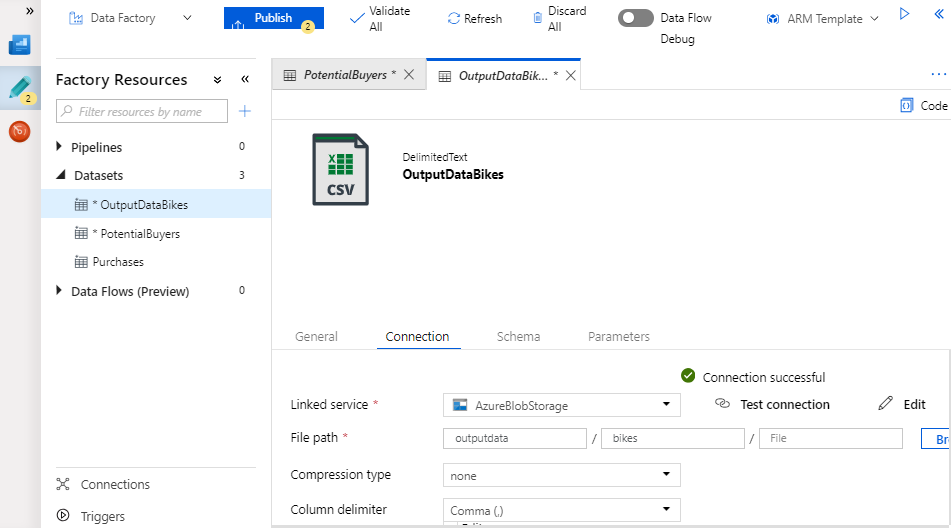 »
Data Factory
Publish
2
Validate
All
Refresh
Discard
All
Data Flow
Debug
ARM Template
«
2
Factory Resources
«
Filter resources by name
+
Pipelines 0
Datasets 3
* OutputDataBikes
* PotentialBuyers
Purchases
Data Flows (Preview) 0
Connections
Triggers
PotentialBuyers *
OutputDataBik... *
...
Code
CSV
DelimitedText
OutputDataBikes
General
Connection
Schema
Parameters
Connection successful
Linked service * AzureBlobStorage Test connection Edit
File path * outputdata / bikes / File Br
Compression type none
Column delimiter Comma (,)